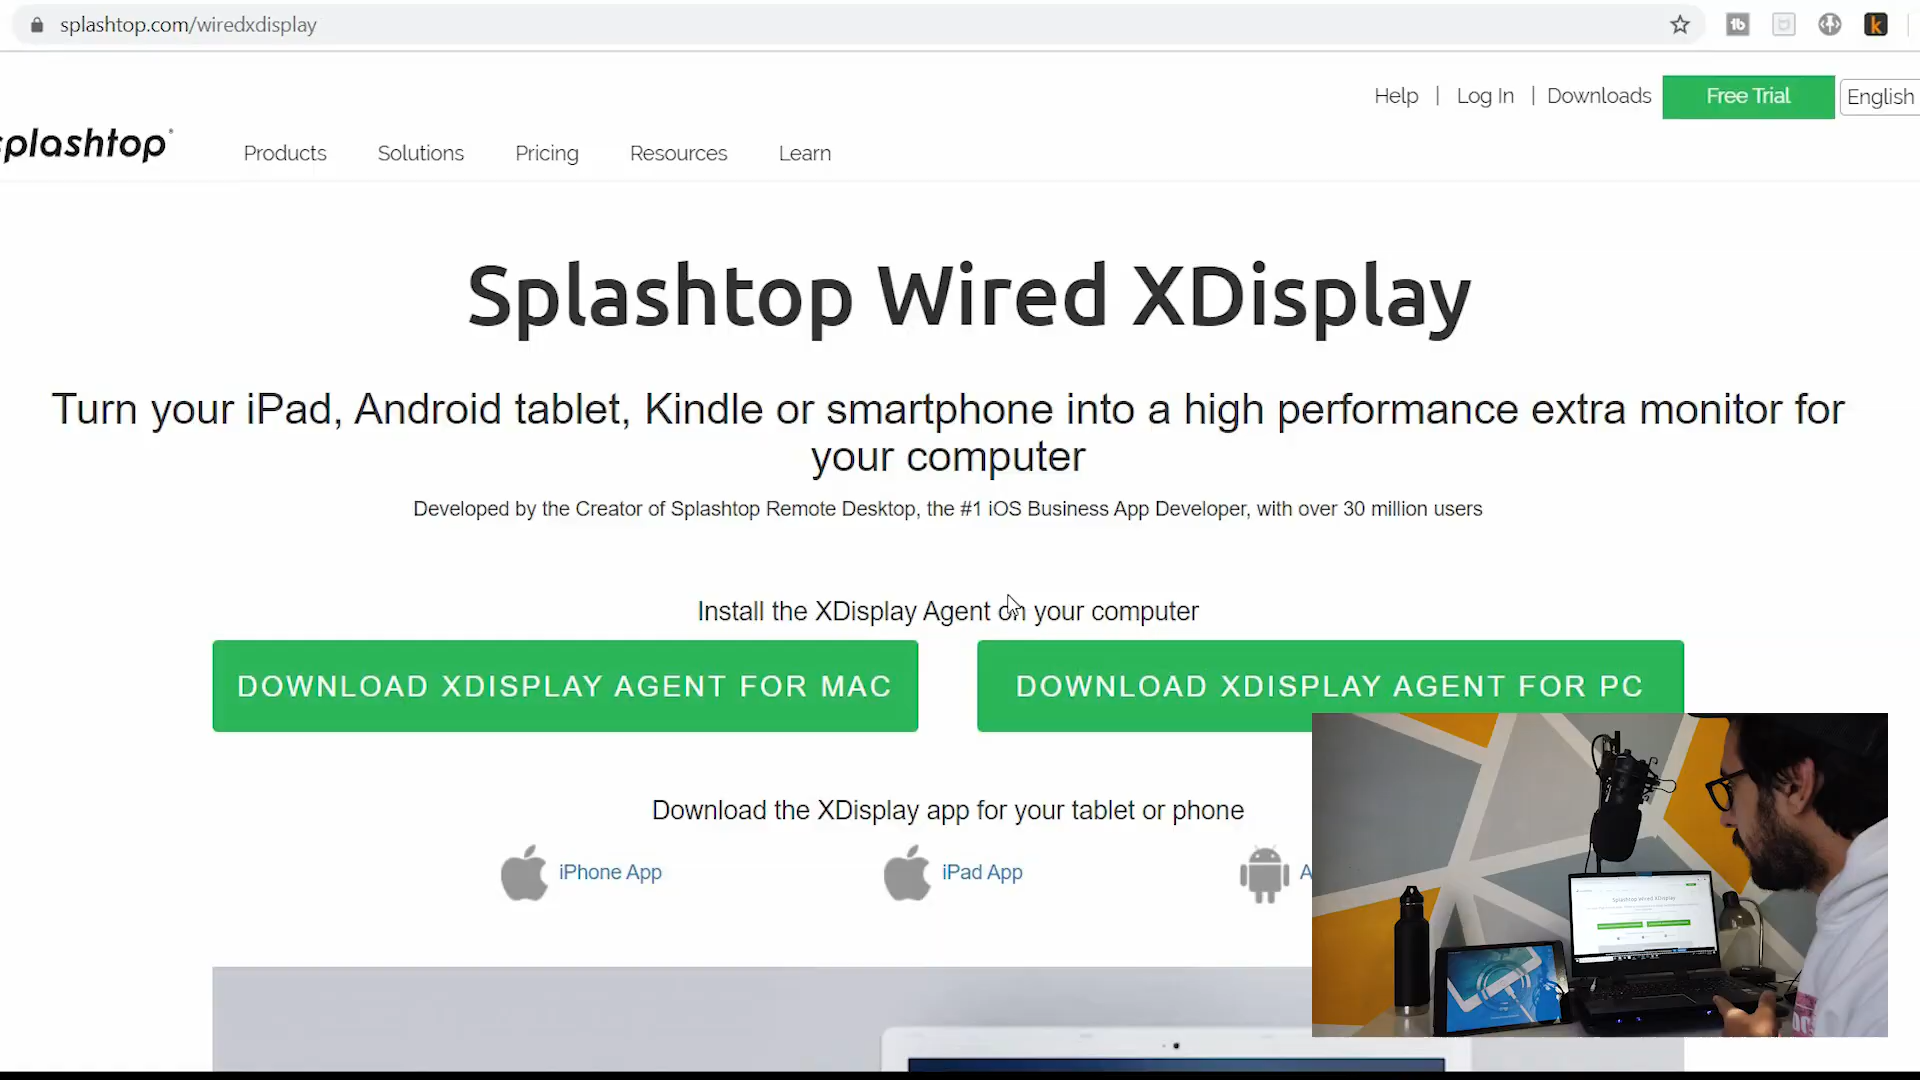 splashtop.com/wiredxdisplay
Help | Log In | Downloads Free Trial English
splashtop
Products Solutions Pricing Resources Learn
Splashtop Wired XDisplay
Turn your iPad, Android tablet, Kindle or smartphone into a high performance extra monitor for
your computer
Developed by the Creator of Splashtop Remote Desktop, the #1 iOS Business App Developer, with over 30 million users
Install the XDisplay Agent on your computer
DOWNLOAD XDISPLAY AGENT FOR MAC
DOWNLOAD XDISPLAY AGENT FOR PC
Download the XDisplay app for your tablet or phone
iPhone App
iPad App
A
Splashtop Wired XDisplay